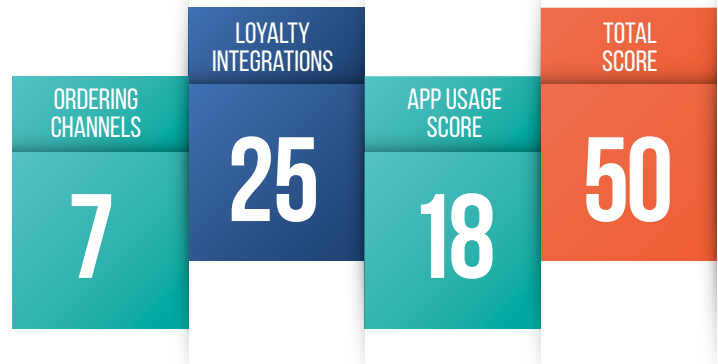 ORDERING
CHANNELS
7
LOYALTY
INTEGRATIONS
25
APP USAGE
SCORE
18
TOTAL
SCORE
50